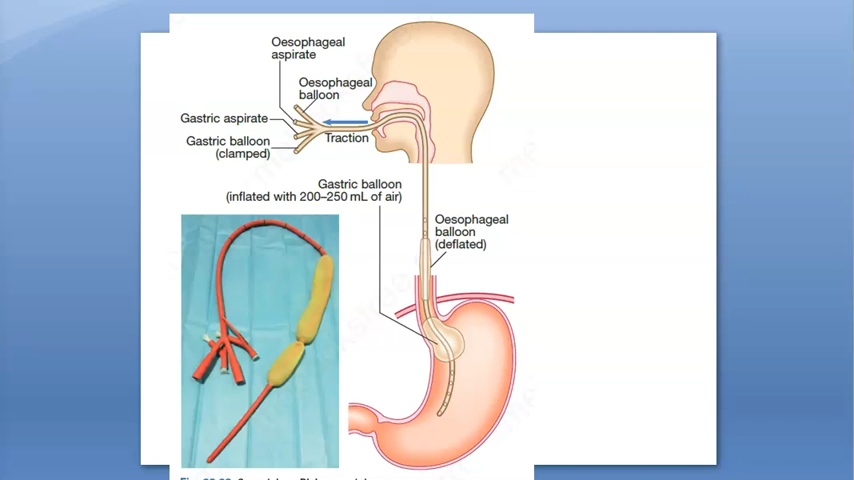 Oesophageal
aspirate
Oesophageal
balloon
Gastric aspirate
Gastric balloon
(clamped)
Traction
Gastric balloon
(inflated with 200–250 mL of air)
Oesophageal
balloon
(deflated)